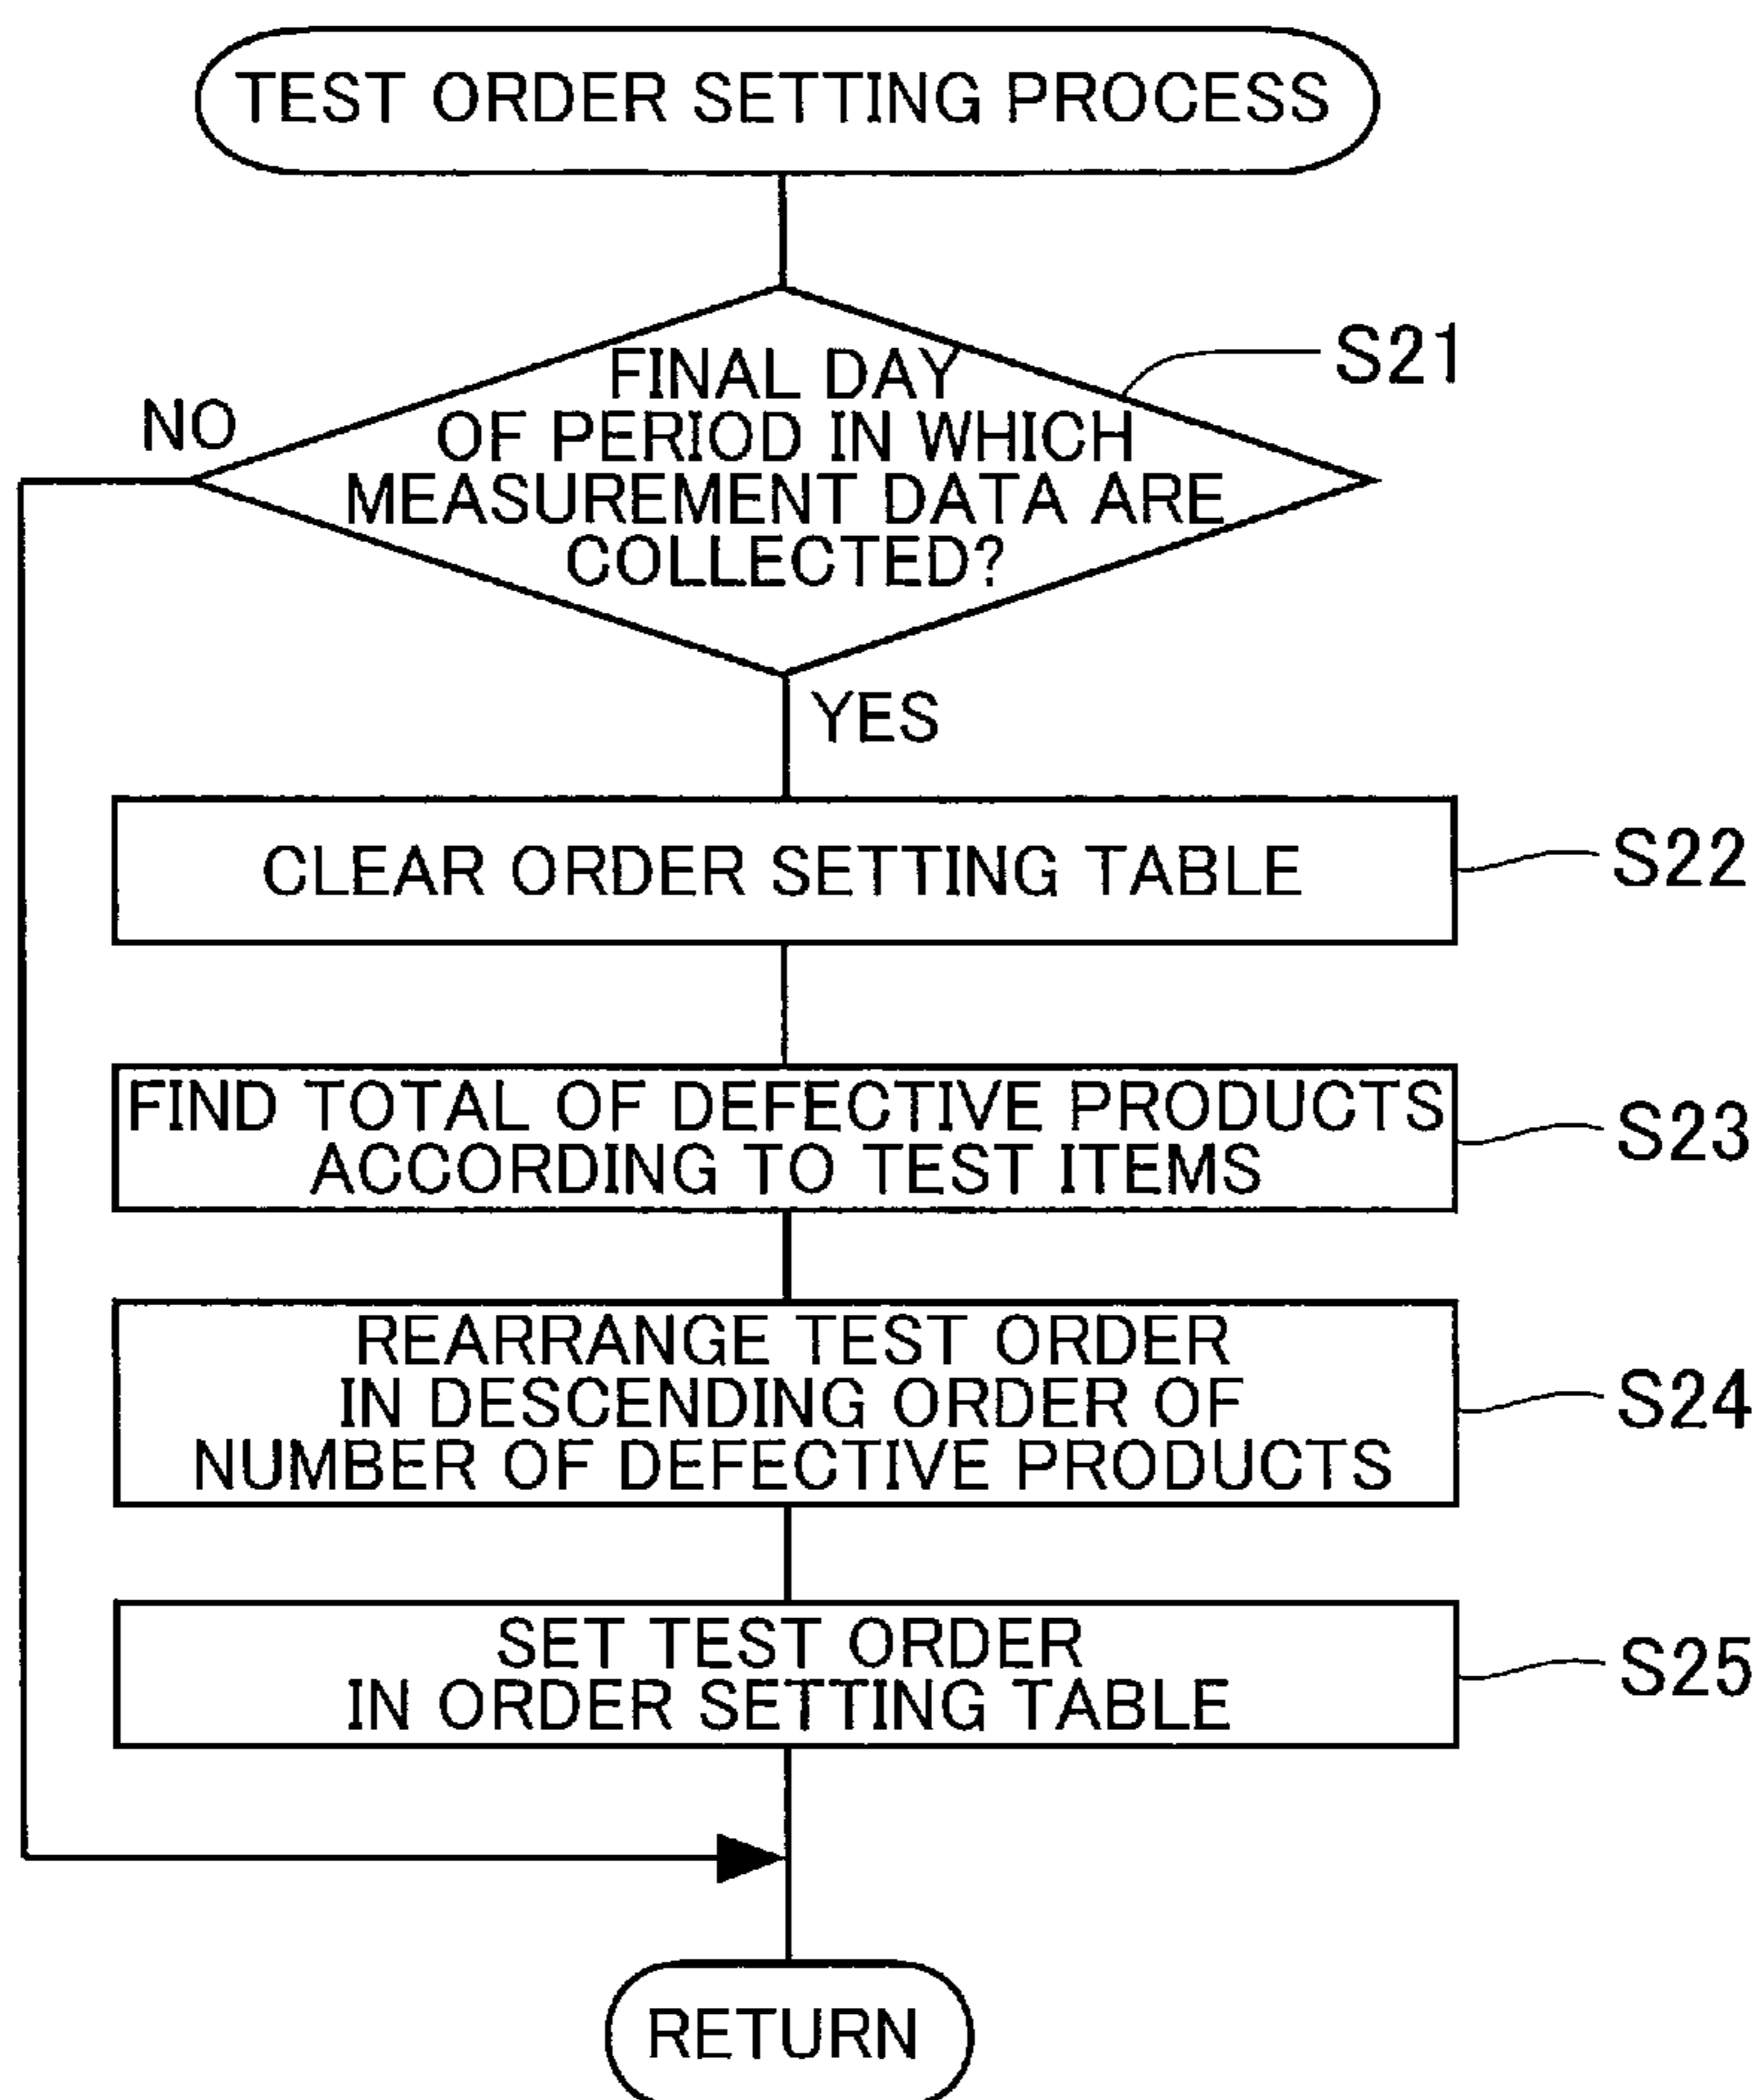 TEST ORDER SETTING PROCESS
FINAL DAY
OF PERIOD IN WHICH
MEASUREMENT DATA ARE
COLLECTED?
S21
NO
YES
CLEAR ORDER SETTING TABLE
S22
FIND TOTAL OF DEFECTIVE PRODUCTS
ACCORDING TO TEST ITEMS
S23
REARRANGE TEST ORDER
IN DESCENDING ORDER OF
NUMBER OF DEFECTIVE PRODUCTS
S24
SET TEST ORDER
IN ORDER SETTING TABLE
S25
RETURN